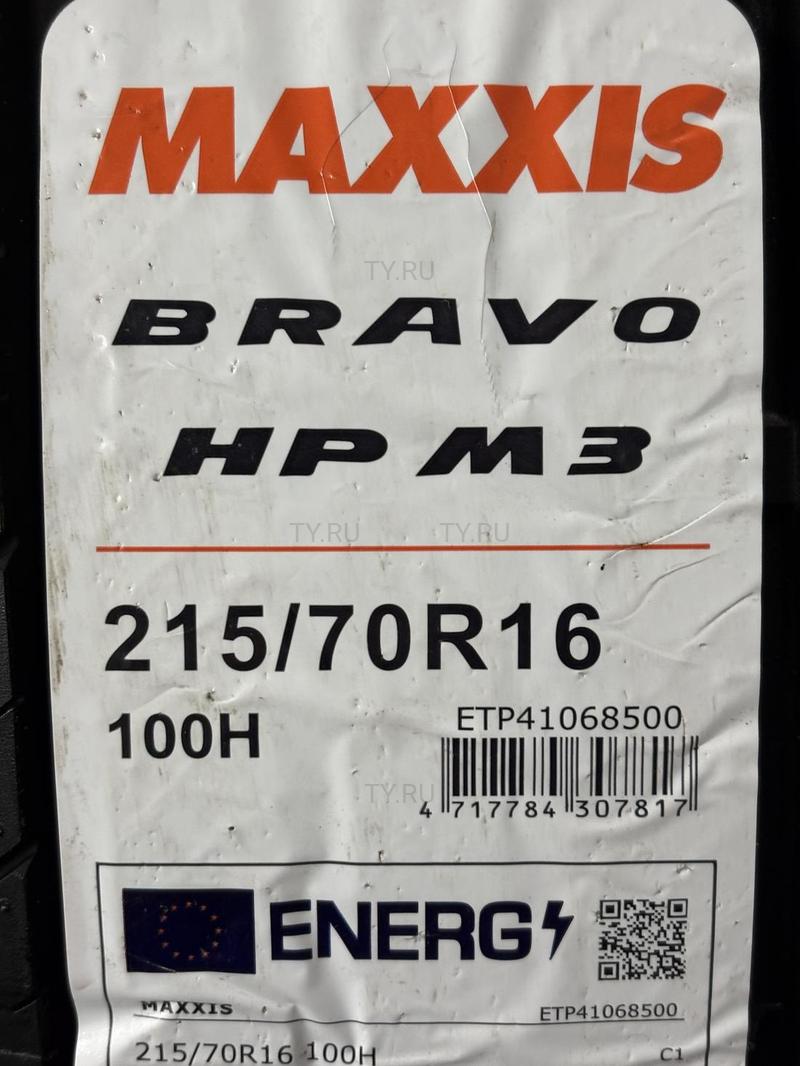 MAXXIS
TY.RU
BRAVO
HP M3
TY.RU TY.RU
215/70R16
100H
ETP41068500
TY.RU
4 717784 307817
ENERG
MAXXIS ETP41068500
215/70R16 100H C1